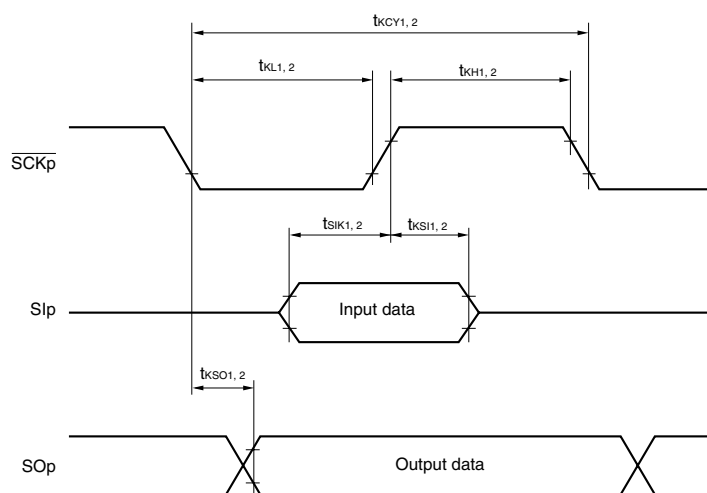 tKCY1, 2
tKL1, 2
tKH1, 2
SCKp
tSIK1, 2
tKSI1, 2
SIp
Input data
tKSO1, 2
SOp
Output data